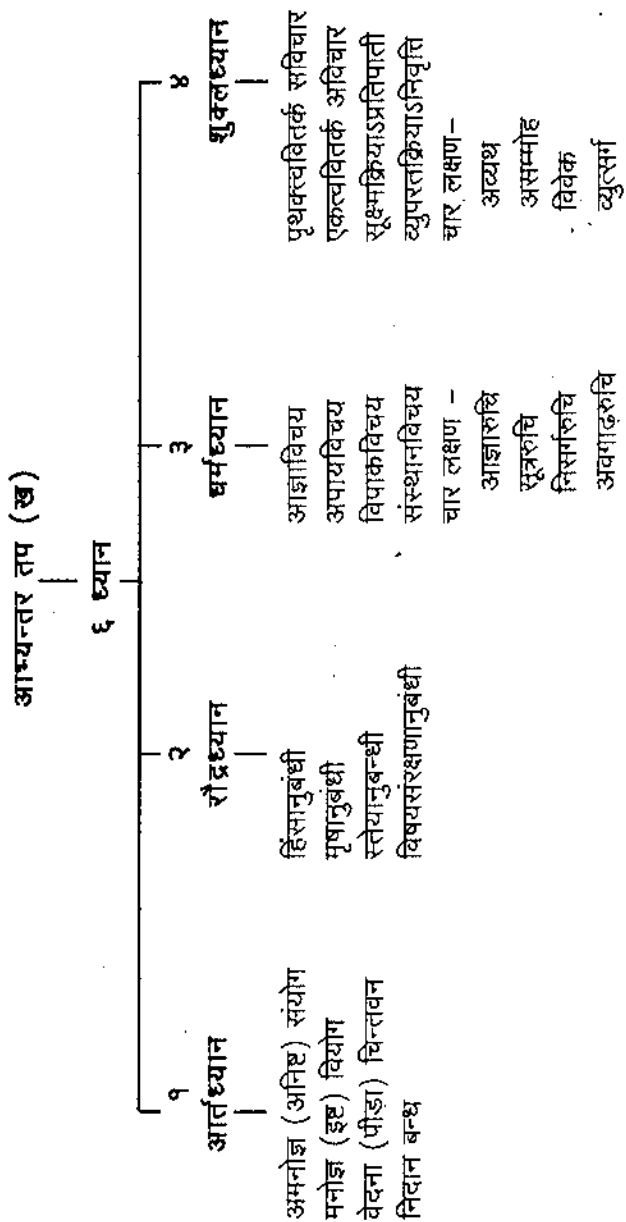 आभ्यन्तर तप (ख)
६ ध्यान
१
आर्तध्यान
अमनोज्ञ (अनिष्ट) संयोग
मनोज्ञ (इष्ट) वियोग
वेदना (पीड़ा) चिन्तवन
निदान बन्ध
२
रौद्रध्यान
हिंसानुबंधी
मृषानुबंधी
स्तेयानुबन्धी
विषयसंरक्षणानुबंधी
३
धर्मध्यान
आज्ञाविचय
अपायविचय
विपाकविचय
संस्थानविचय
चार लक्षण –
आज्ञारुचि
सूत्ररुचि
निसर्गरुचि
अवगाढ़रुचि
४
शुक्लध्यान
पृथक्त्ववितर्क सविचार
एकत्ववितर्क अविचार
सूक्ष्मक्रियाऽप्रतिपाती
व्युपरतक्रियाऽनिवृत्ति
चार लक्षण–
अव्यथ
असम्मोह
विवेक
व्युत्सर्ग